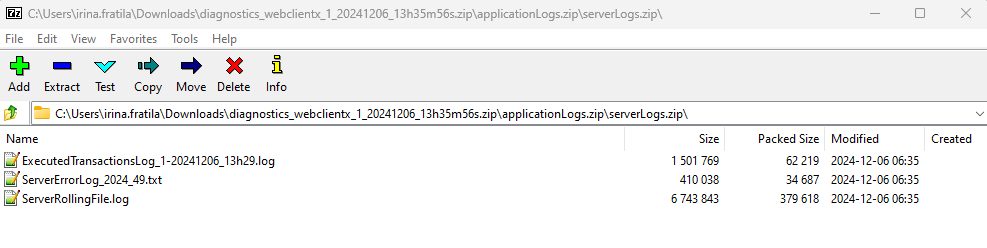 7z C:\Users\irina.fratila\Downloads\diagnostics_webclientx_1_20241206_13h35m56s.zip\applicationLogs.zip\serverLogs.zip\
File Edit View Favorites Tools Help
Add Extract Test Copy Move Delete Info
C:\Users\irina.fratila\Downloads\diagnostics_webclientx_1_20241206_13h35m56s.zip\applicationLogs.zip\serverLogs.zip\
Name Size Packed Size Modified Created
ExecutedTransactionsLog_1-20241206_13h29.log 1 501 769 62 219 2024-12-06 06:35
ServerErrorLog_2024_49.txt 410 038 34 687 2024-12-06 06:35
ServerRollingFile.log 6 743 843 379 618 2024-12-06 06:35